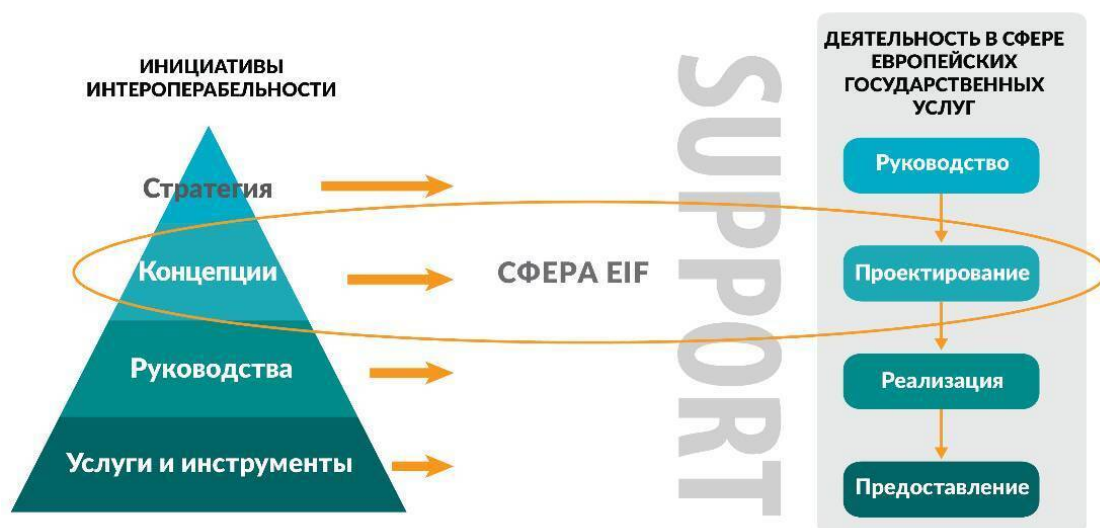 ИНИЦИАТИВЫ
ИНТЕРОПЕРАБЕЛЬНОСТИ
Стратегия
Концепции
Руководства
Услуги и инструменты
СФЕРА EIF
SUPPORT
ДЕЯТЕЛЬНОСТЬ В СФЕРЕ
ЕВРОПЕЙСКИХ
ГОСУДАРСТВЕННЫХ
УСЛУГ
Руководство
Проектирование
Реализация
Предоставление